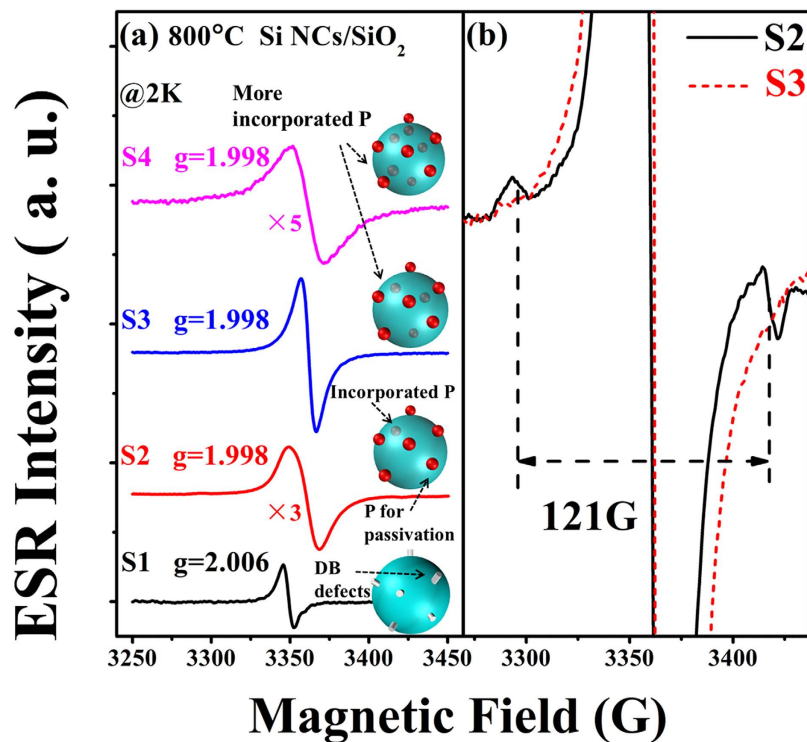 ESR Intensity ( a. u.)
(a) 800°C Si NCs/SiO₂
@2K
More
incorporated P
S4 g=1.998
×5
S3 g=1.998
Incorporated P
S2 g=1.998
×3
P for
passivation
S1 g=2.006
DB
defects
3250 3300 3350 3400 3450
(b)
S2
S3
121G
3300 3350 3400
Magnetic Field (G)